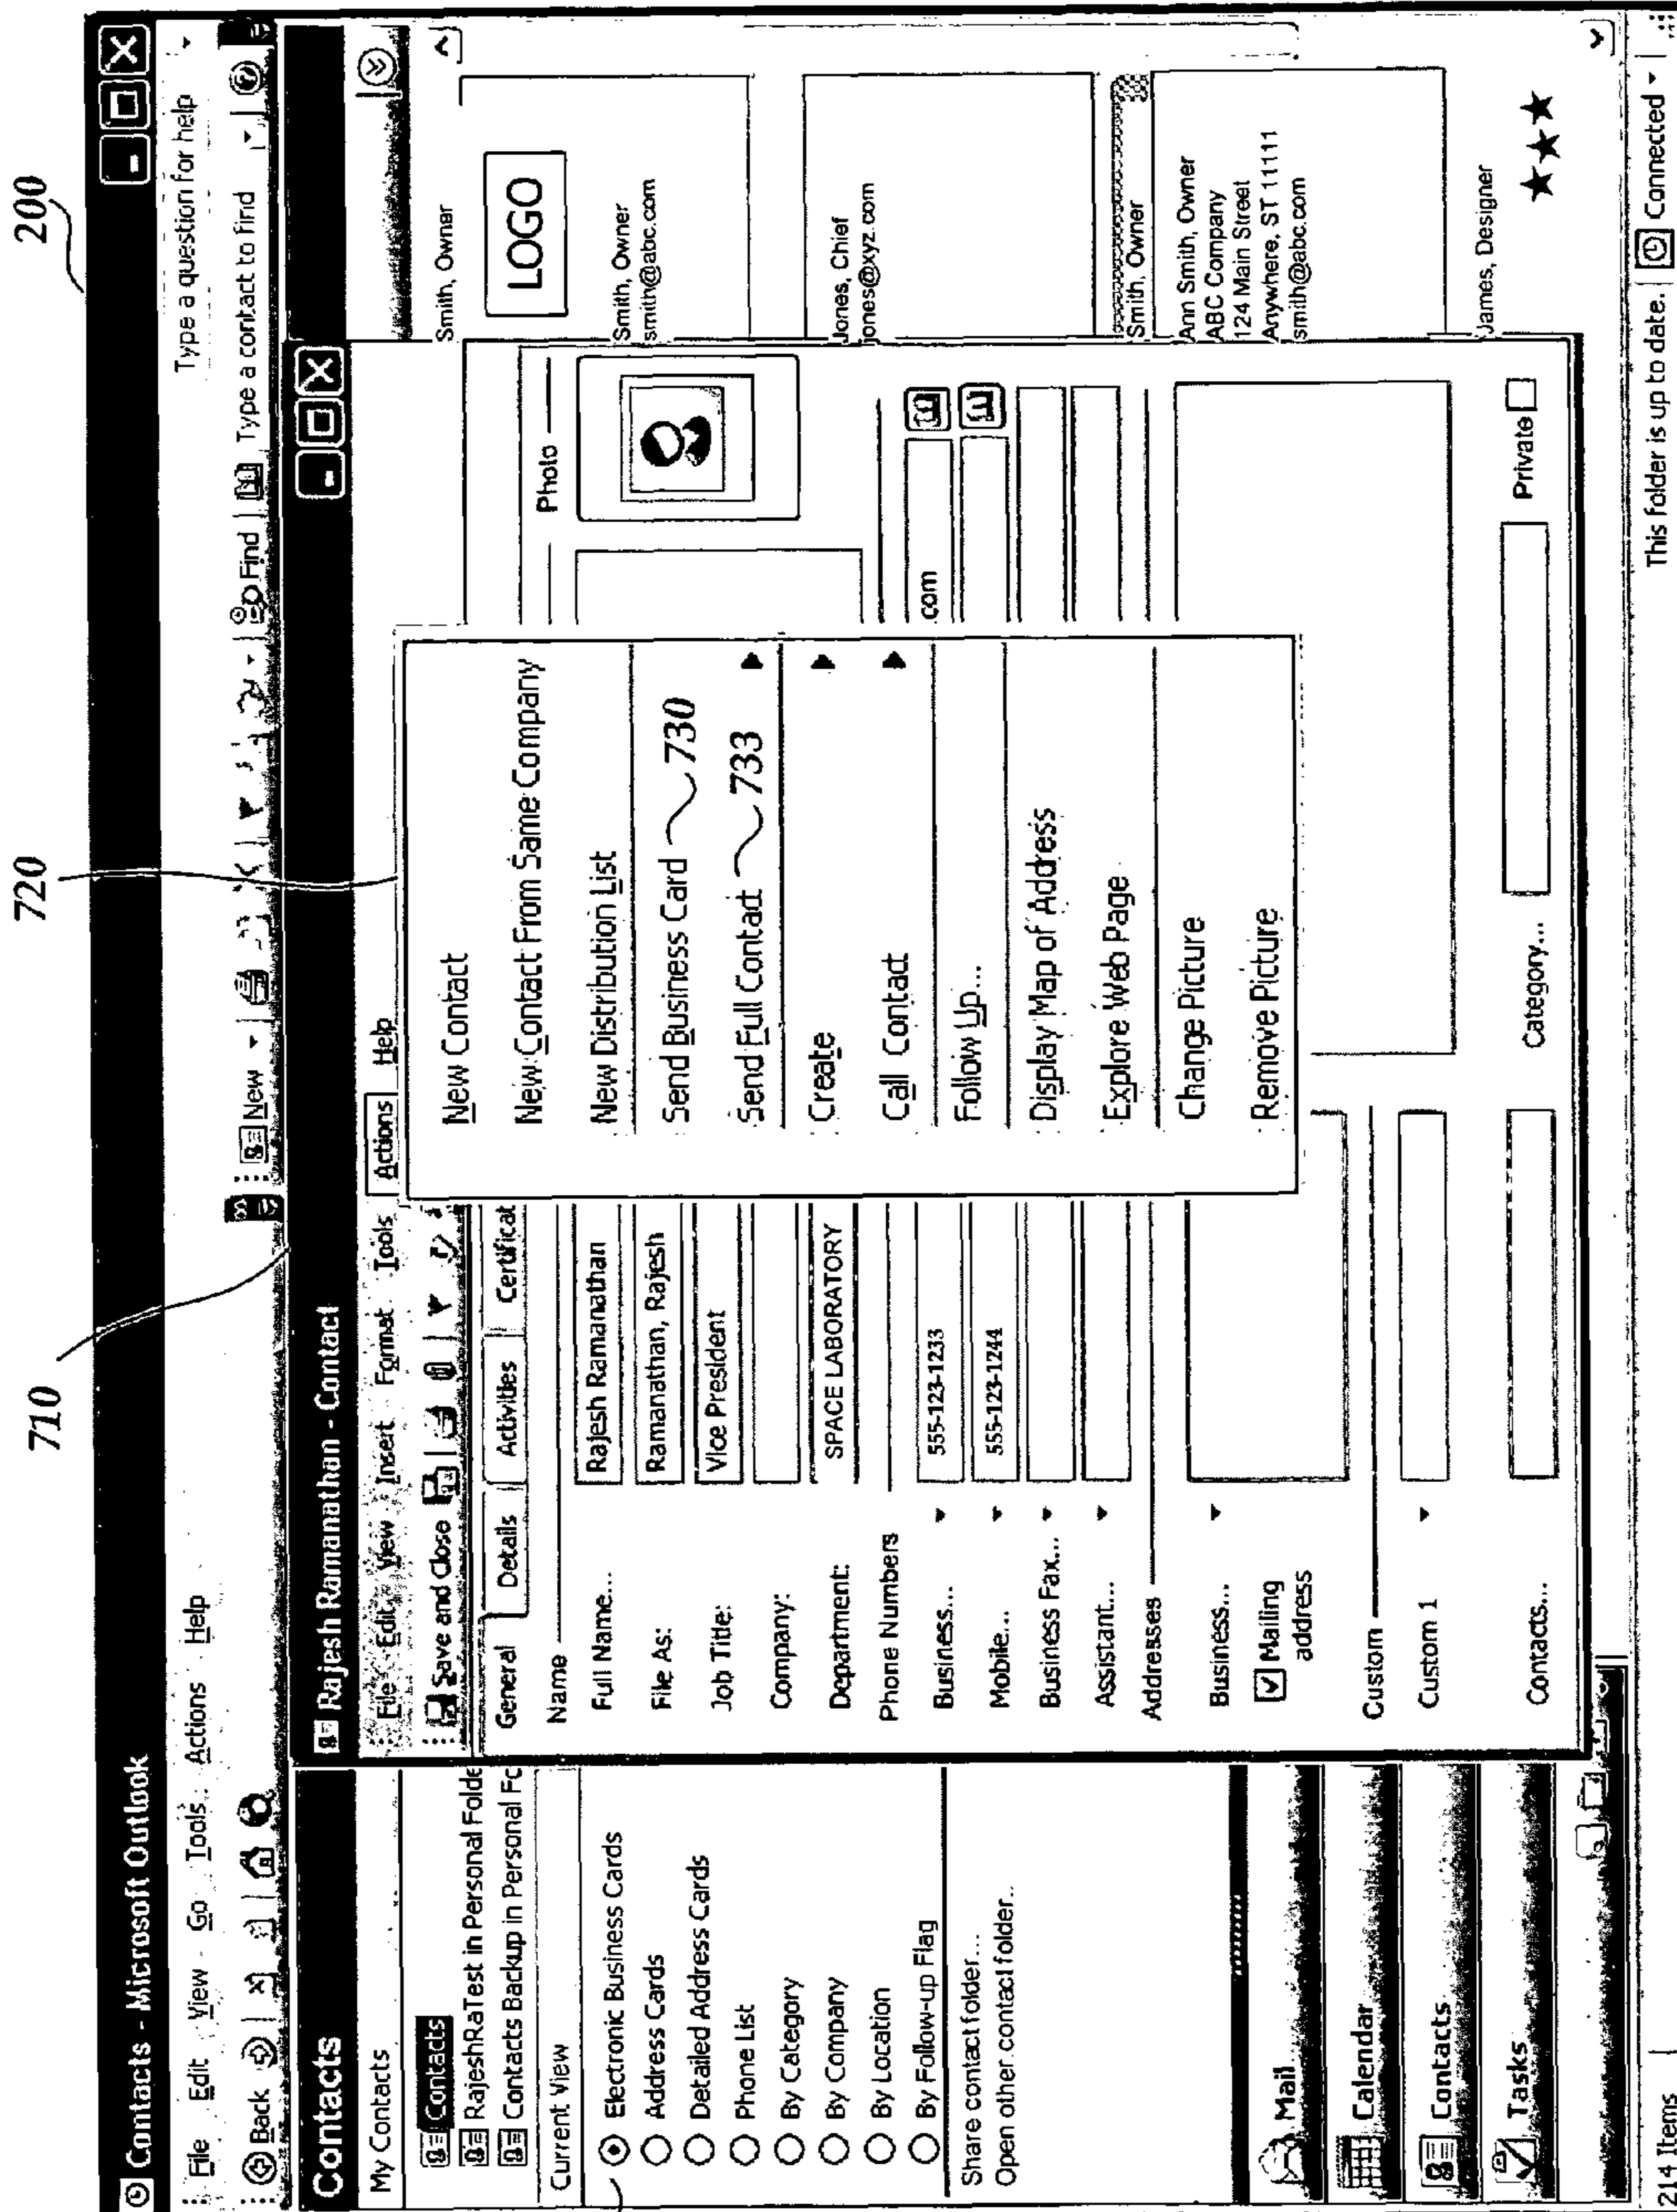 200
720
710
Contacts - Microsoft Outlook
File Edit View Go Tools Actions Help
Type a question for help
Back
New
Find
Type a contact to find
Contacts
My Contacts
Contacts
RajeshRaTest in Personal Folde
Contacts Backup in Personal Fo
Current View
Electronic Business Cards
Address Cards
Detailed Address Cards
Phone List
By Category
By Company
By Location
By Follow-up Flag
Share contact folder...
Open other contact folder...
Mail
Calendar
Contacts
Tasks
214 Items
Rajesh Ramanathan - Contact
File Edit View Insert Format Tools Actions Help
Save and Close
General Details Activities Certificat
Name
Full Name... Rajesh Ramanathan
File As: Ramanathan, Rajesh
Job Title: Vice President
Company:
Department: SPACE LABORATORY
Phone Numbers
Business... 555-123-1233
Mobile... 555-123-1244
Business Fax...
Assistant...
Addresses
Business...
Mailing
address
Custom
Custom 1
Contacts...
Category...
Private
Photo
.com
New Contact
New Contact From Same Company
New Distribution List
Send Business Card 730
Send Full Contact 733
Create
Call Contact
Follow Up...
Display Map of Address
Explore Web Page
Change Picture
Remove Picture
Smith, Owner
LOGO
Smith, Owner
smith@abc.com
Jones, Chief
jones@xyz.com
Smith, Owner
Ann Smith, Owner
ABC Company
124 Main Street
Anywhere, ST 11111
smith@abc.com
James, Designer
This folder is up to date. Connected